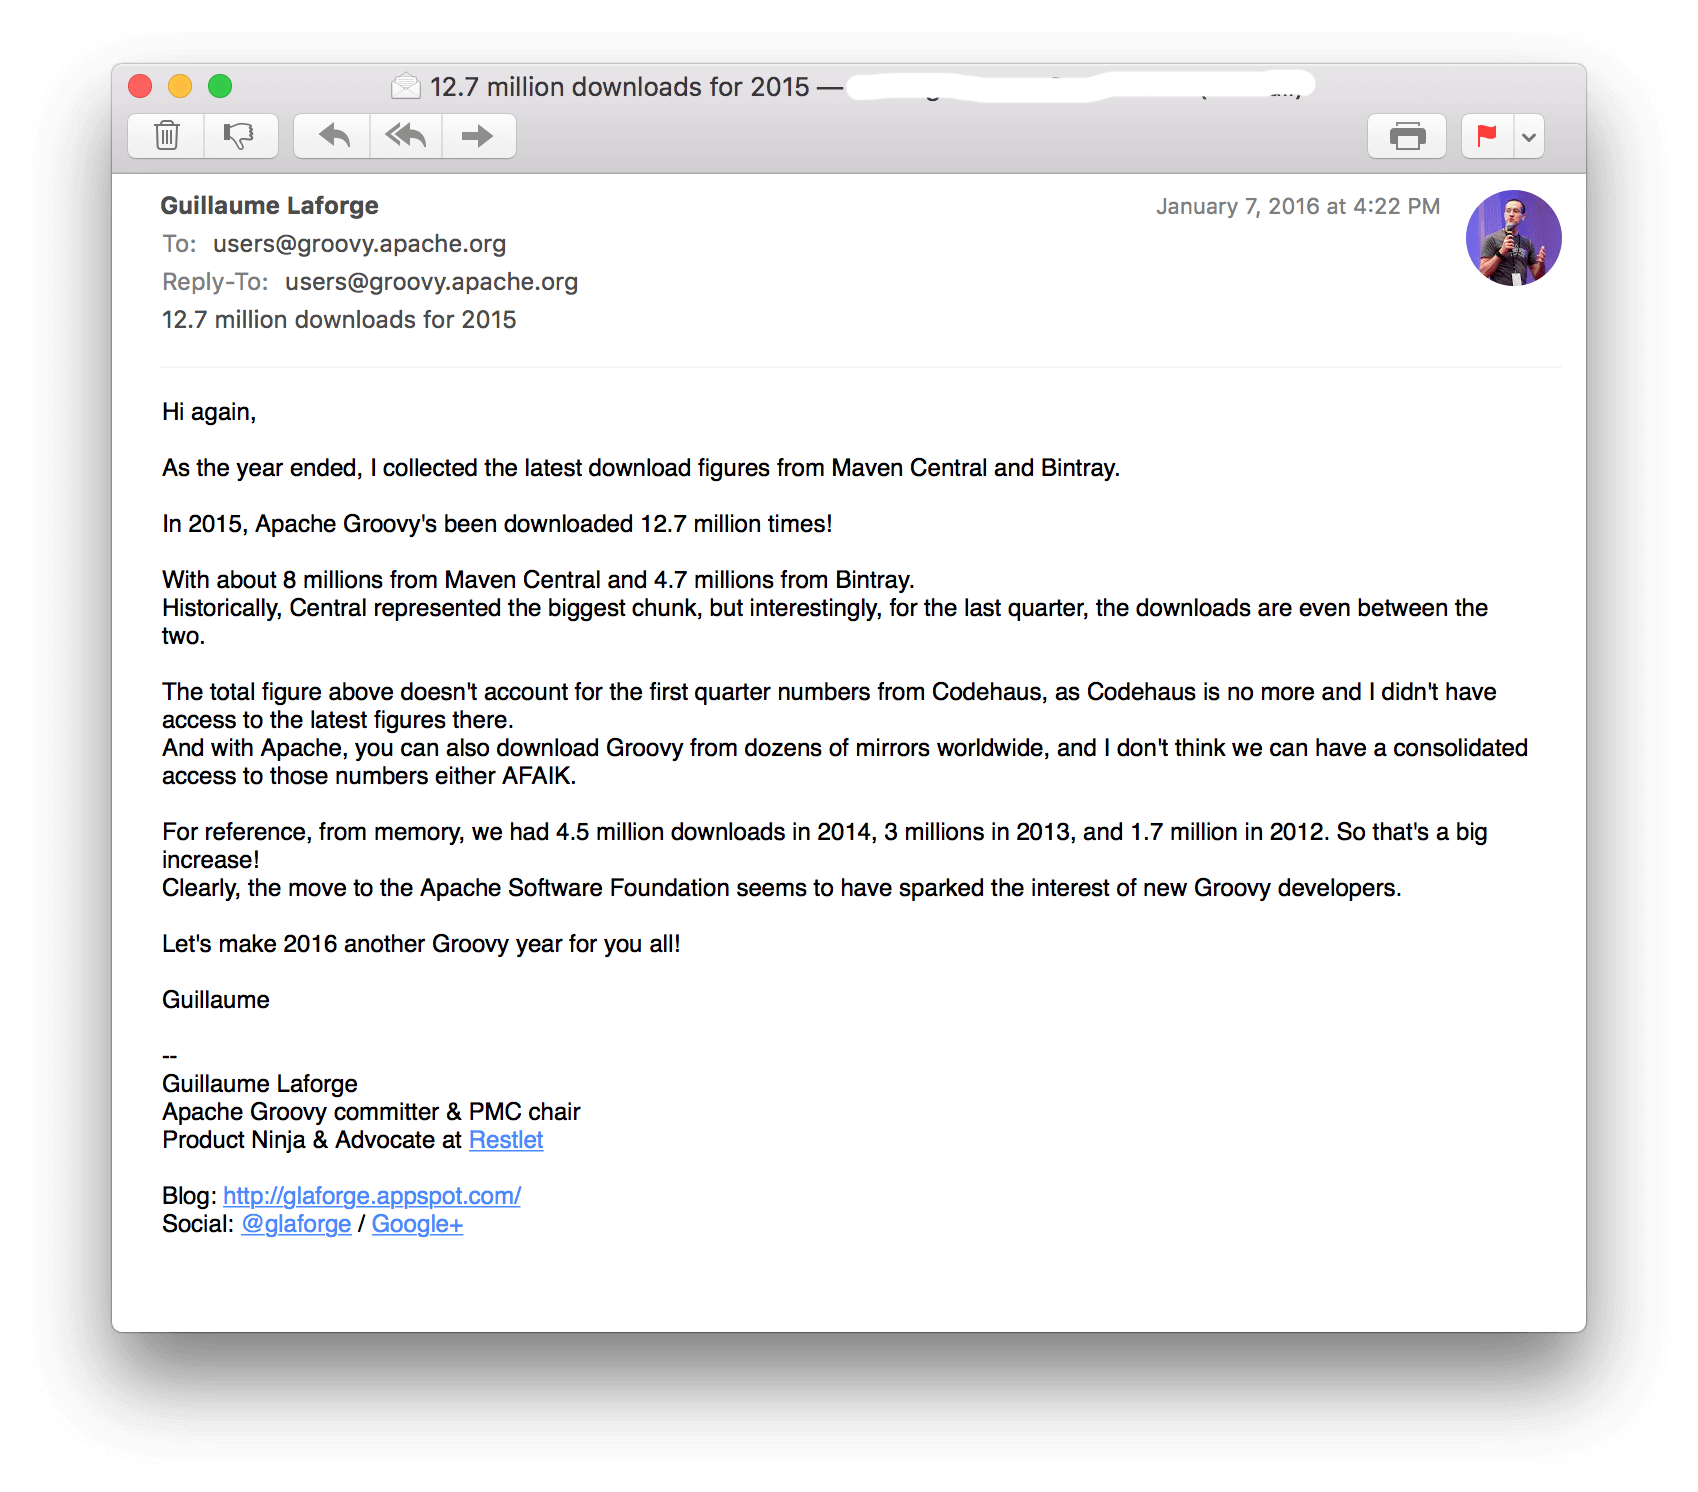 12.7 million downloads for 2015 —
Guillaume Laforge
January 7, 2016 at 4:22 PM
To: users@groovy.apache.org
Reply-To: users@groovy.apache.org
12.7 million downloads for 2015
Hi again,
As the year ended, I collected the latest download figures from Maven Central and Bintray.
In 2015, Apache Groovy's been downloaded 12.7 million times!
With about 8 millions from Maven Central and 4.7 millions from Bintray.
Historically, Central represented the biggest chunk, but interestingly, for the last quarter, the downloads are even between the
two.
The total figure above doesn't account for the first quarter numbers from Codehaus, as Codehaus is no more and I didn't have
access to the latest figures there.
And with Apache, you can also download Groovy from dozens of mirrors worldwide, and I don't think we can have a consolidated
access to those numbers either AFAIK.
For reference, from memory, we had 4.5 million downloads in 2014, 3 millions in 2013, and 1.7 million in 2012. So that's a big
increase!
Clearly, the move to the Apache Software Foundation seems to have sparked the interest of new Groovy developers.
Let's make 2016 another Groovy year for you all!
Guillaume
--
Guillaume Laforge
Apache Groovy committer & PMC chair
Product Ninja & Advocate at Restlet
Blog: http://glaforge.appspot.com/
Social: @glaforge / Google+